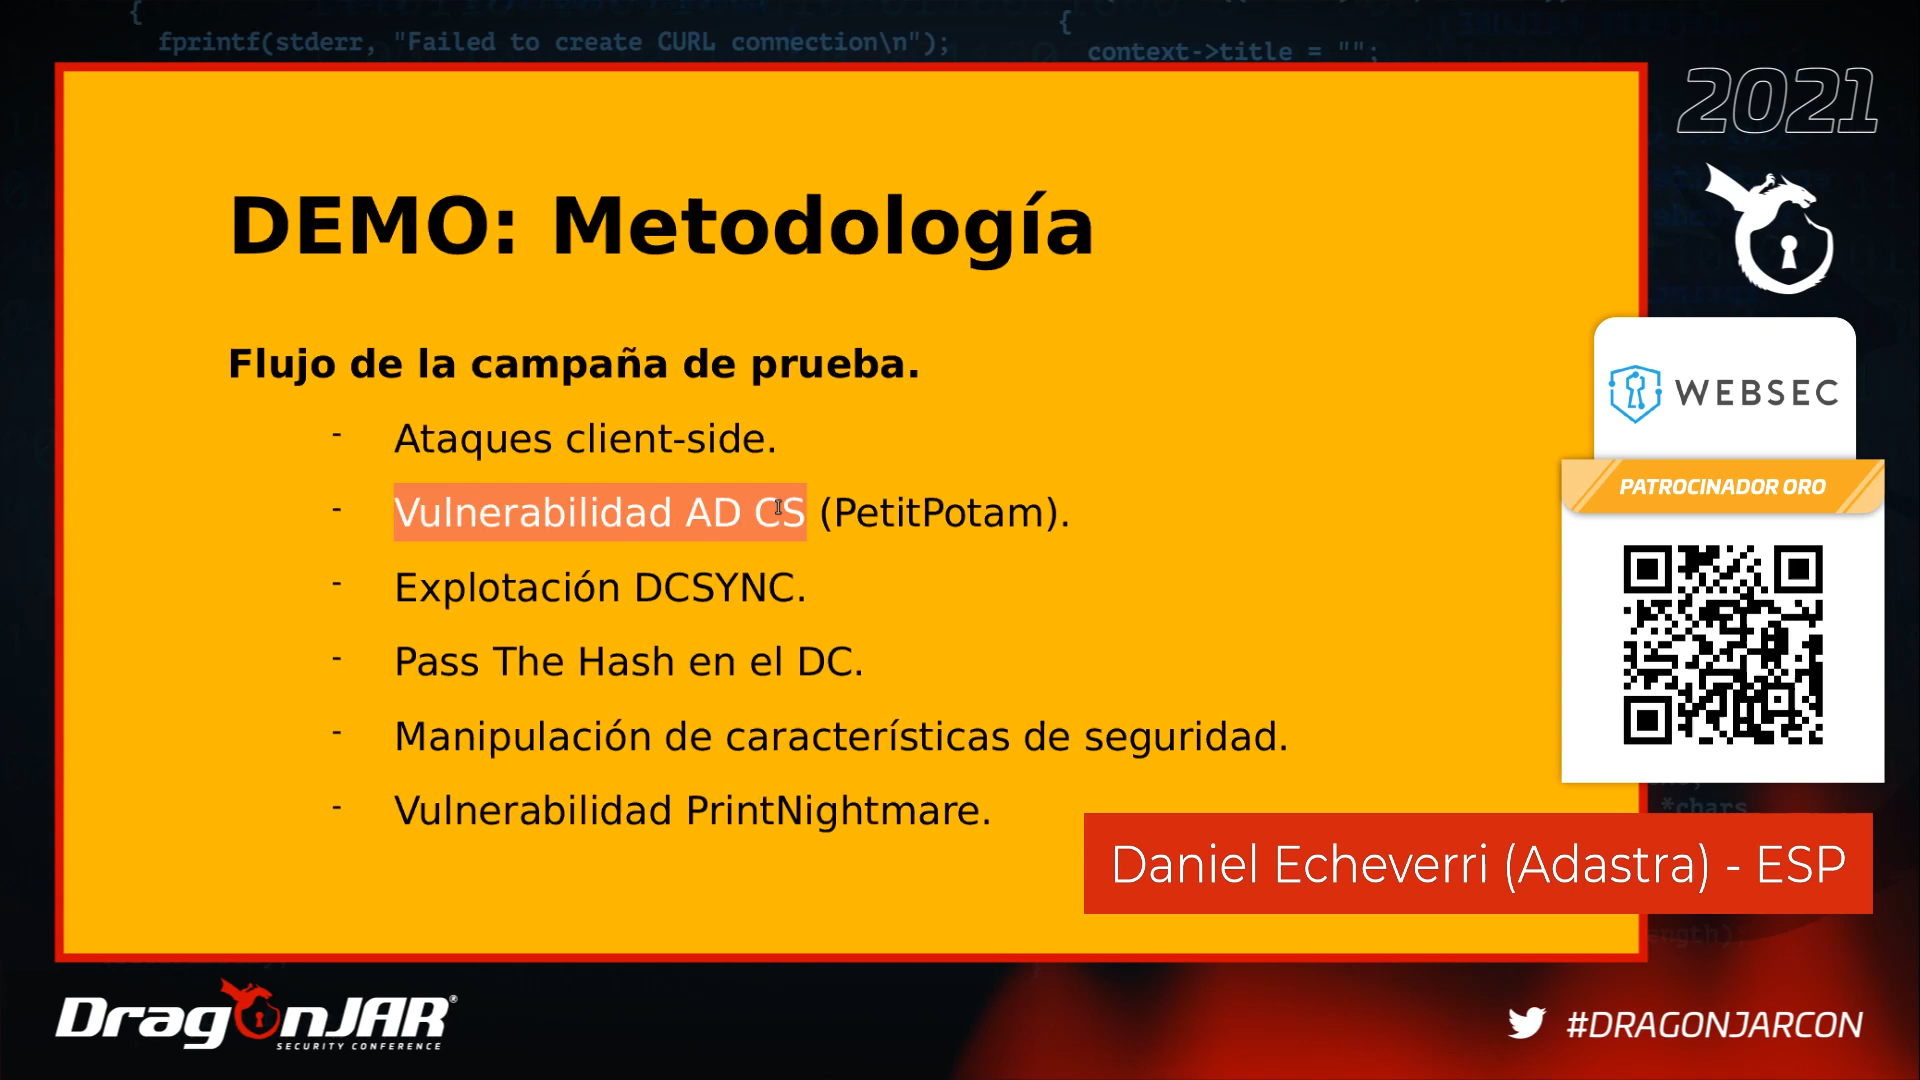 {
fprintf(stderr, "Failed to create CURL connection\n");
{
context->title = "";
2021
DEMO: Metodología
Flujo de la campaña de prueba.
- Ataques client-side.
- Vulnerabilidad AD CS (PetitPotam).
- Explotación DCSYNC.
- Pass The Hash en el DC.
- Manipulación de características de seguridad.
- Vulnerabilidad PrintNightmare.
WEBSEC
PATROCINADOR ORO
*chars
Daniel Echeverri (Adastra) - ESP
DragonJAR®
SECURITY CONFERENCE
#DRAGONJARCON